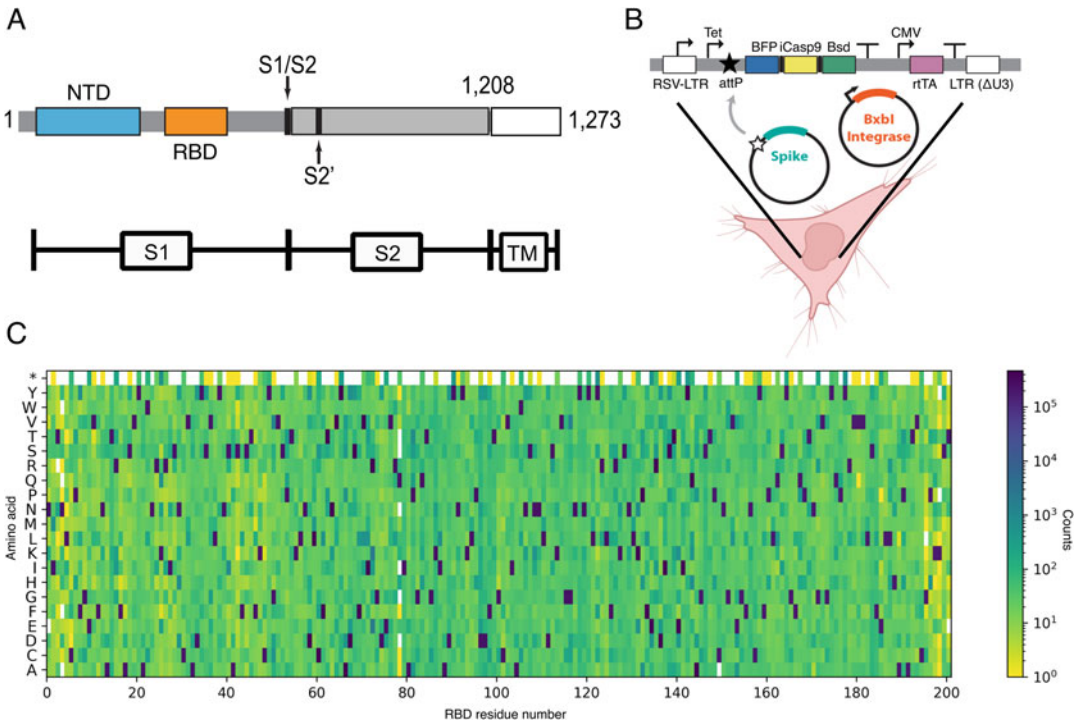 A
S1/S2
NTD
1,208
1
1,273
RBD
S2'
S1
S2
TM
B
Tet
BFP
iCasp9
Bsd
CMV
RSV-LTR
attP
rtTA
LTR (ΔU3)
BxbI
Integrase
Spike
C
*
Y
W
V
T
S
R
Q
P
N
M
L
K
I
H
G
F
E
D
C
A
Amino acid
0
20
40
60
80
100
120
140
160
180
200
RBD residue number
10⁵
10⁴
10³
10²
10¹
10⁰
Counts